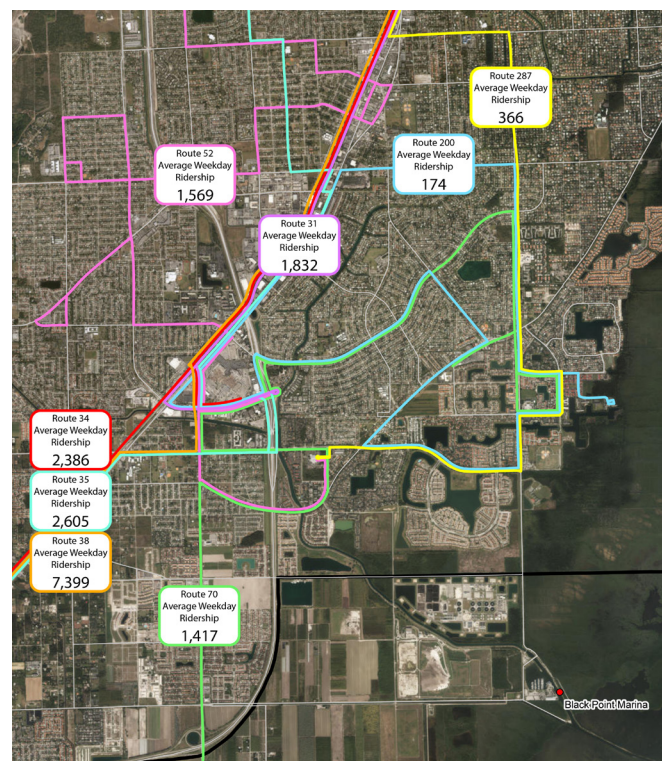 Route 287
Average Weekday
Ridership
366
Route 200
Average Weekday
Ridership
174
Route 52
Average Weekday
Ridership
1,569
Route 31
Average Weekday
Ridership
1,832
Route 34
Average Weekday
Ridership
2,386
Route 35
Average Weekday
Ridership
2,605
Route 38
Average Weekday
Ridership
7,399
Route 70
Average Weekday
Ridership
1,417
Black Point Marina